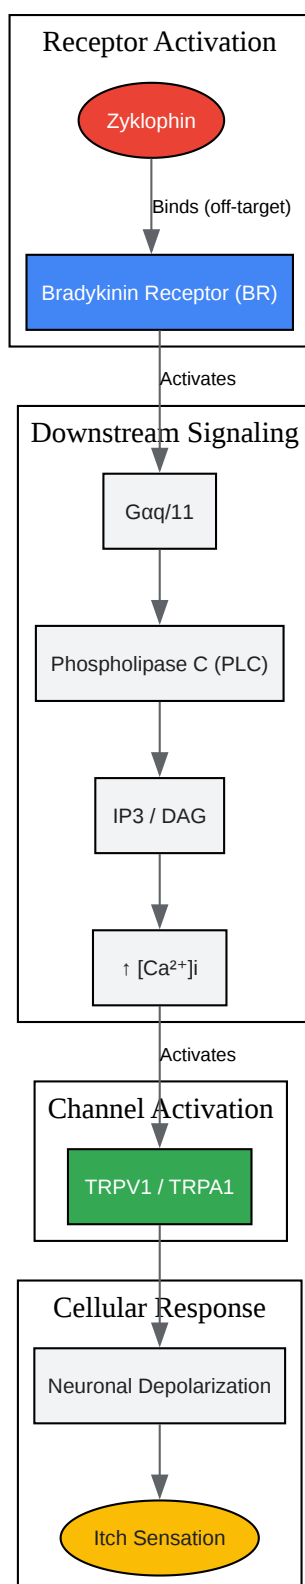 Receptor Activation
Zyklophin
Binds (off-target)
Bradykinin Receptor (BR)
Activates
Downstream Signaling
Gαq/11
Phospholipase C (PLC)
IP3 / DAG
↑ [Ca²⁺]i
Activates
Channel Activation
TRPV1 / TRPA1
Cellular Response
Neuronal Depolarization
Itch Sensation